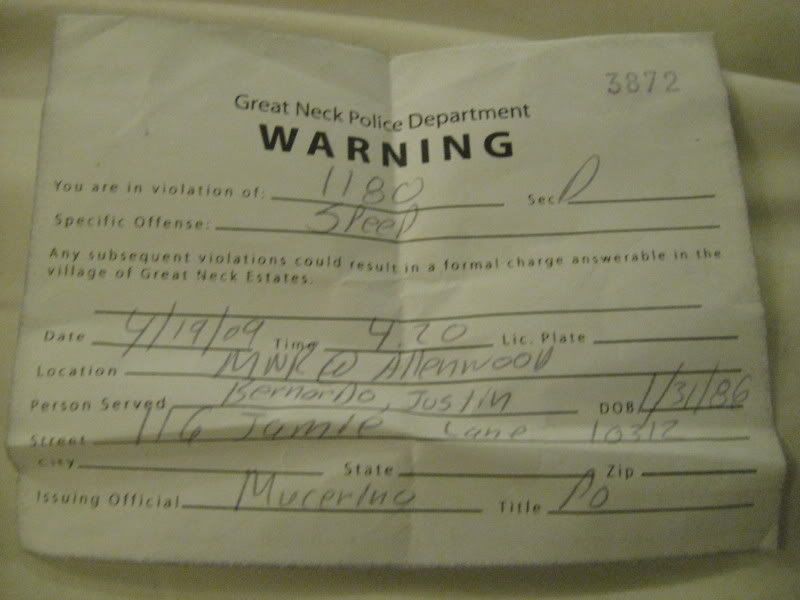 3872
Great Neck Police Department
WARNING
You are in violation of: 1180 Sec D
Specific Offense: Speed
Any subsequent violations could result in a formal charge answerable in the
village of Great Neck Estates.
Date 4/19/09 Time 4.20 Lic. Plate
Location MNR @ Allenwood
Person Served Bernardo, Justin DOB 1/31/86
Street 116 Jamie Lane 10312
City State Zip
Issuing Official Mucerino Title PO